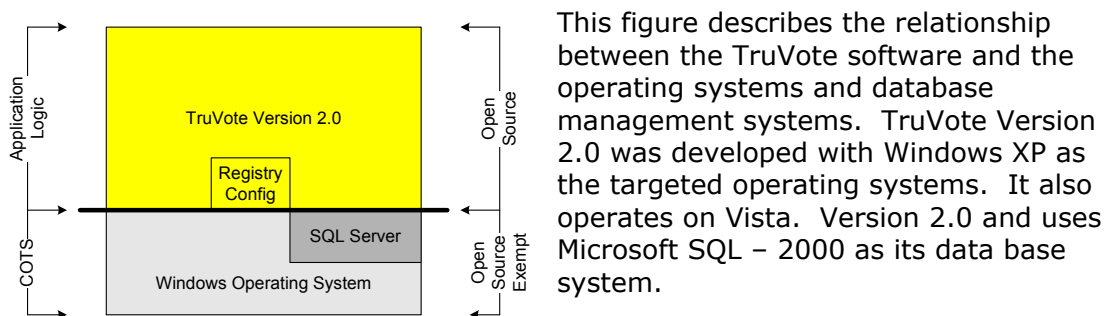 Application
Logic
COTS
TruVote Version 2.0
Registry
Config
SQL Server
Windows Operating System
Open
Source
Open
Source
Exempt
This figure describes the relationship
between the TruVote software and the
operating systems and database
management systems.  TruVote Version
2.0 was developed with Windows XP as
the targeted operating systems.  It also
operates on Vista.  Version 2.0 and uses
Microsoft SQL – 2000 as its data base
system.